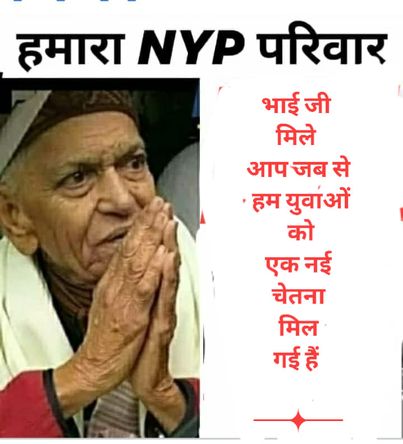 हमारा NYP परिवार
भाई जी
मिले
आप जब से
हम युवाओं
को
एक नई
चेतना
मिल
गई हैं